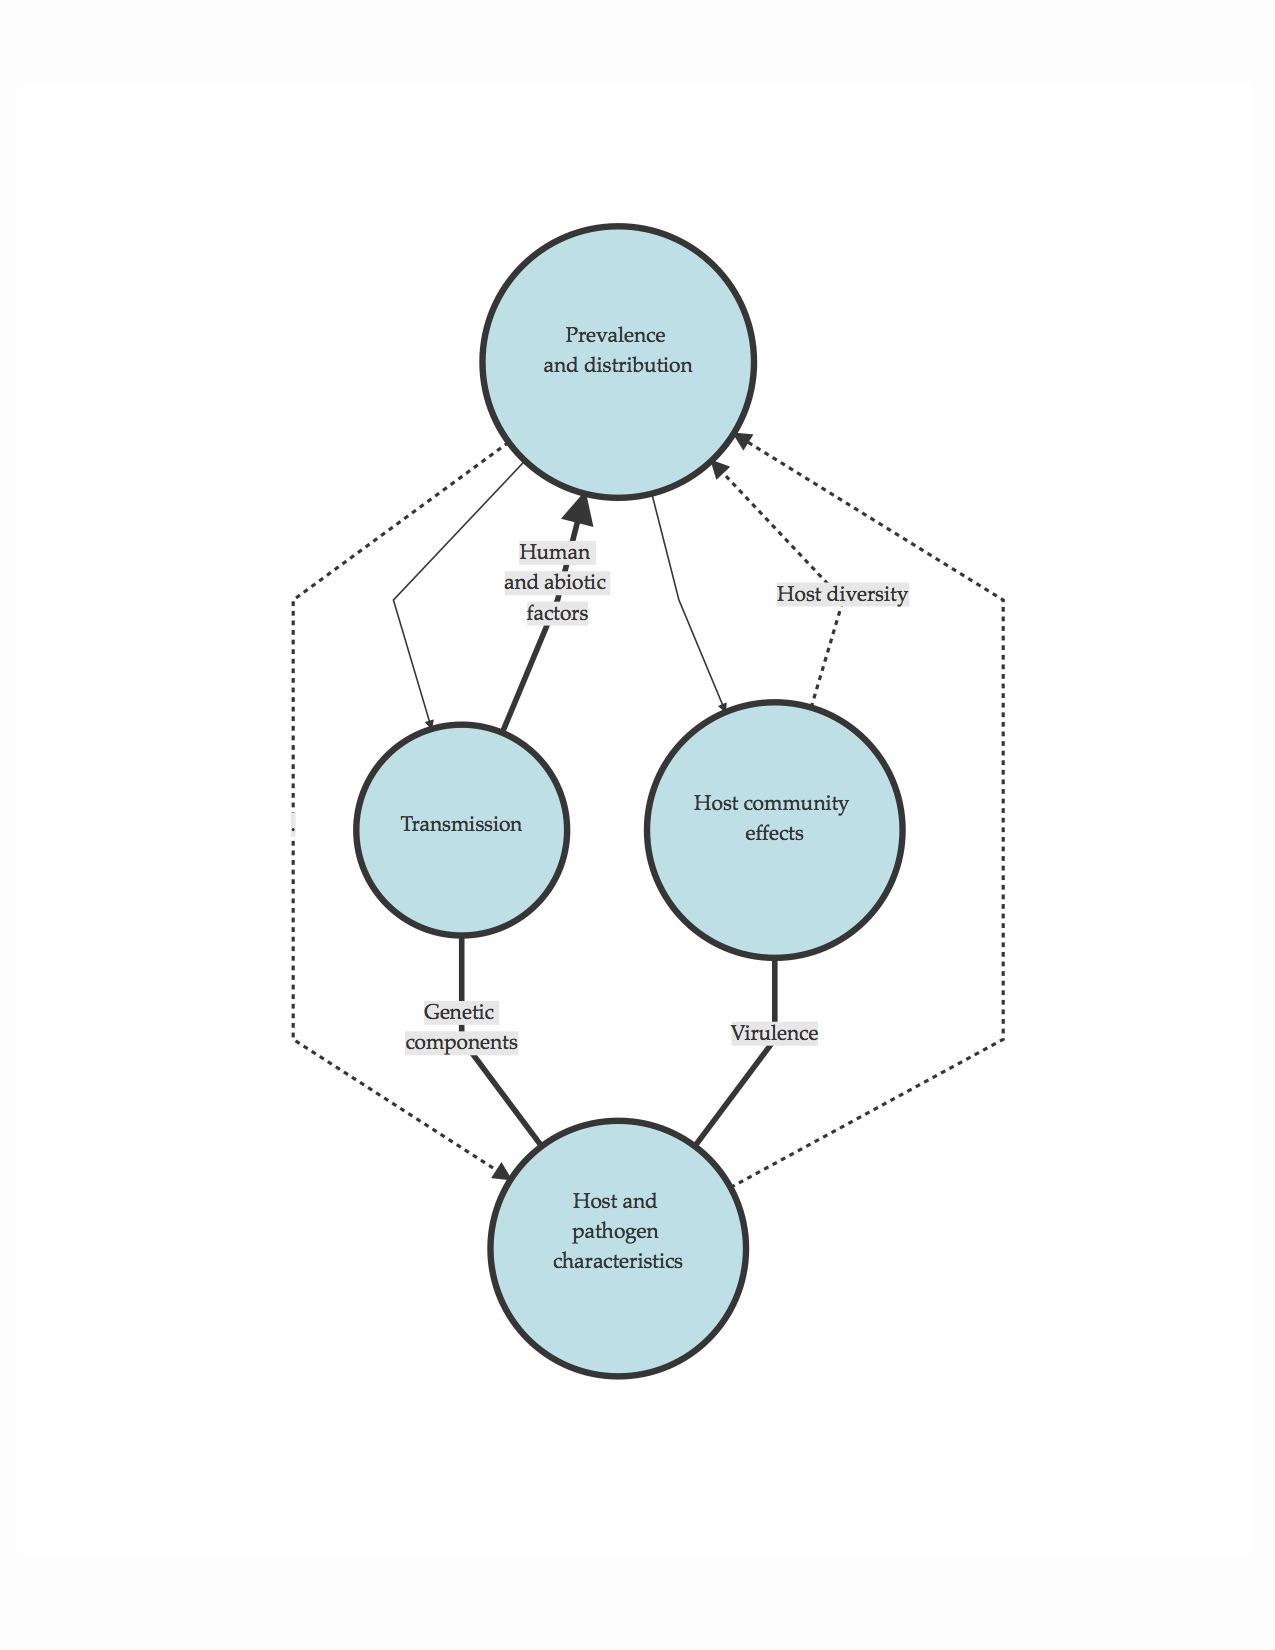 Prevalence
and distribution
Human
and abiotic
factors
Host diversity
Transmission
Host community
effects
Genetic
components
Virulence
Host and
pathogen
characteristics